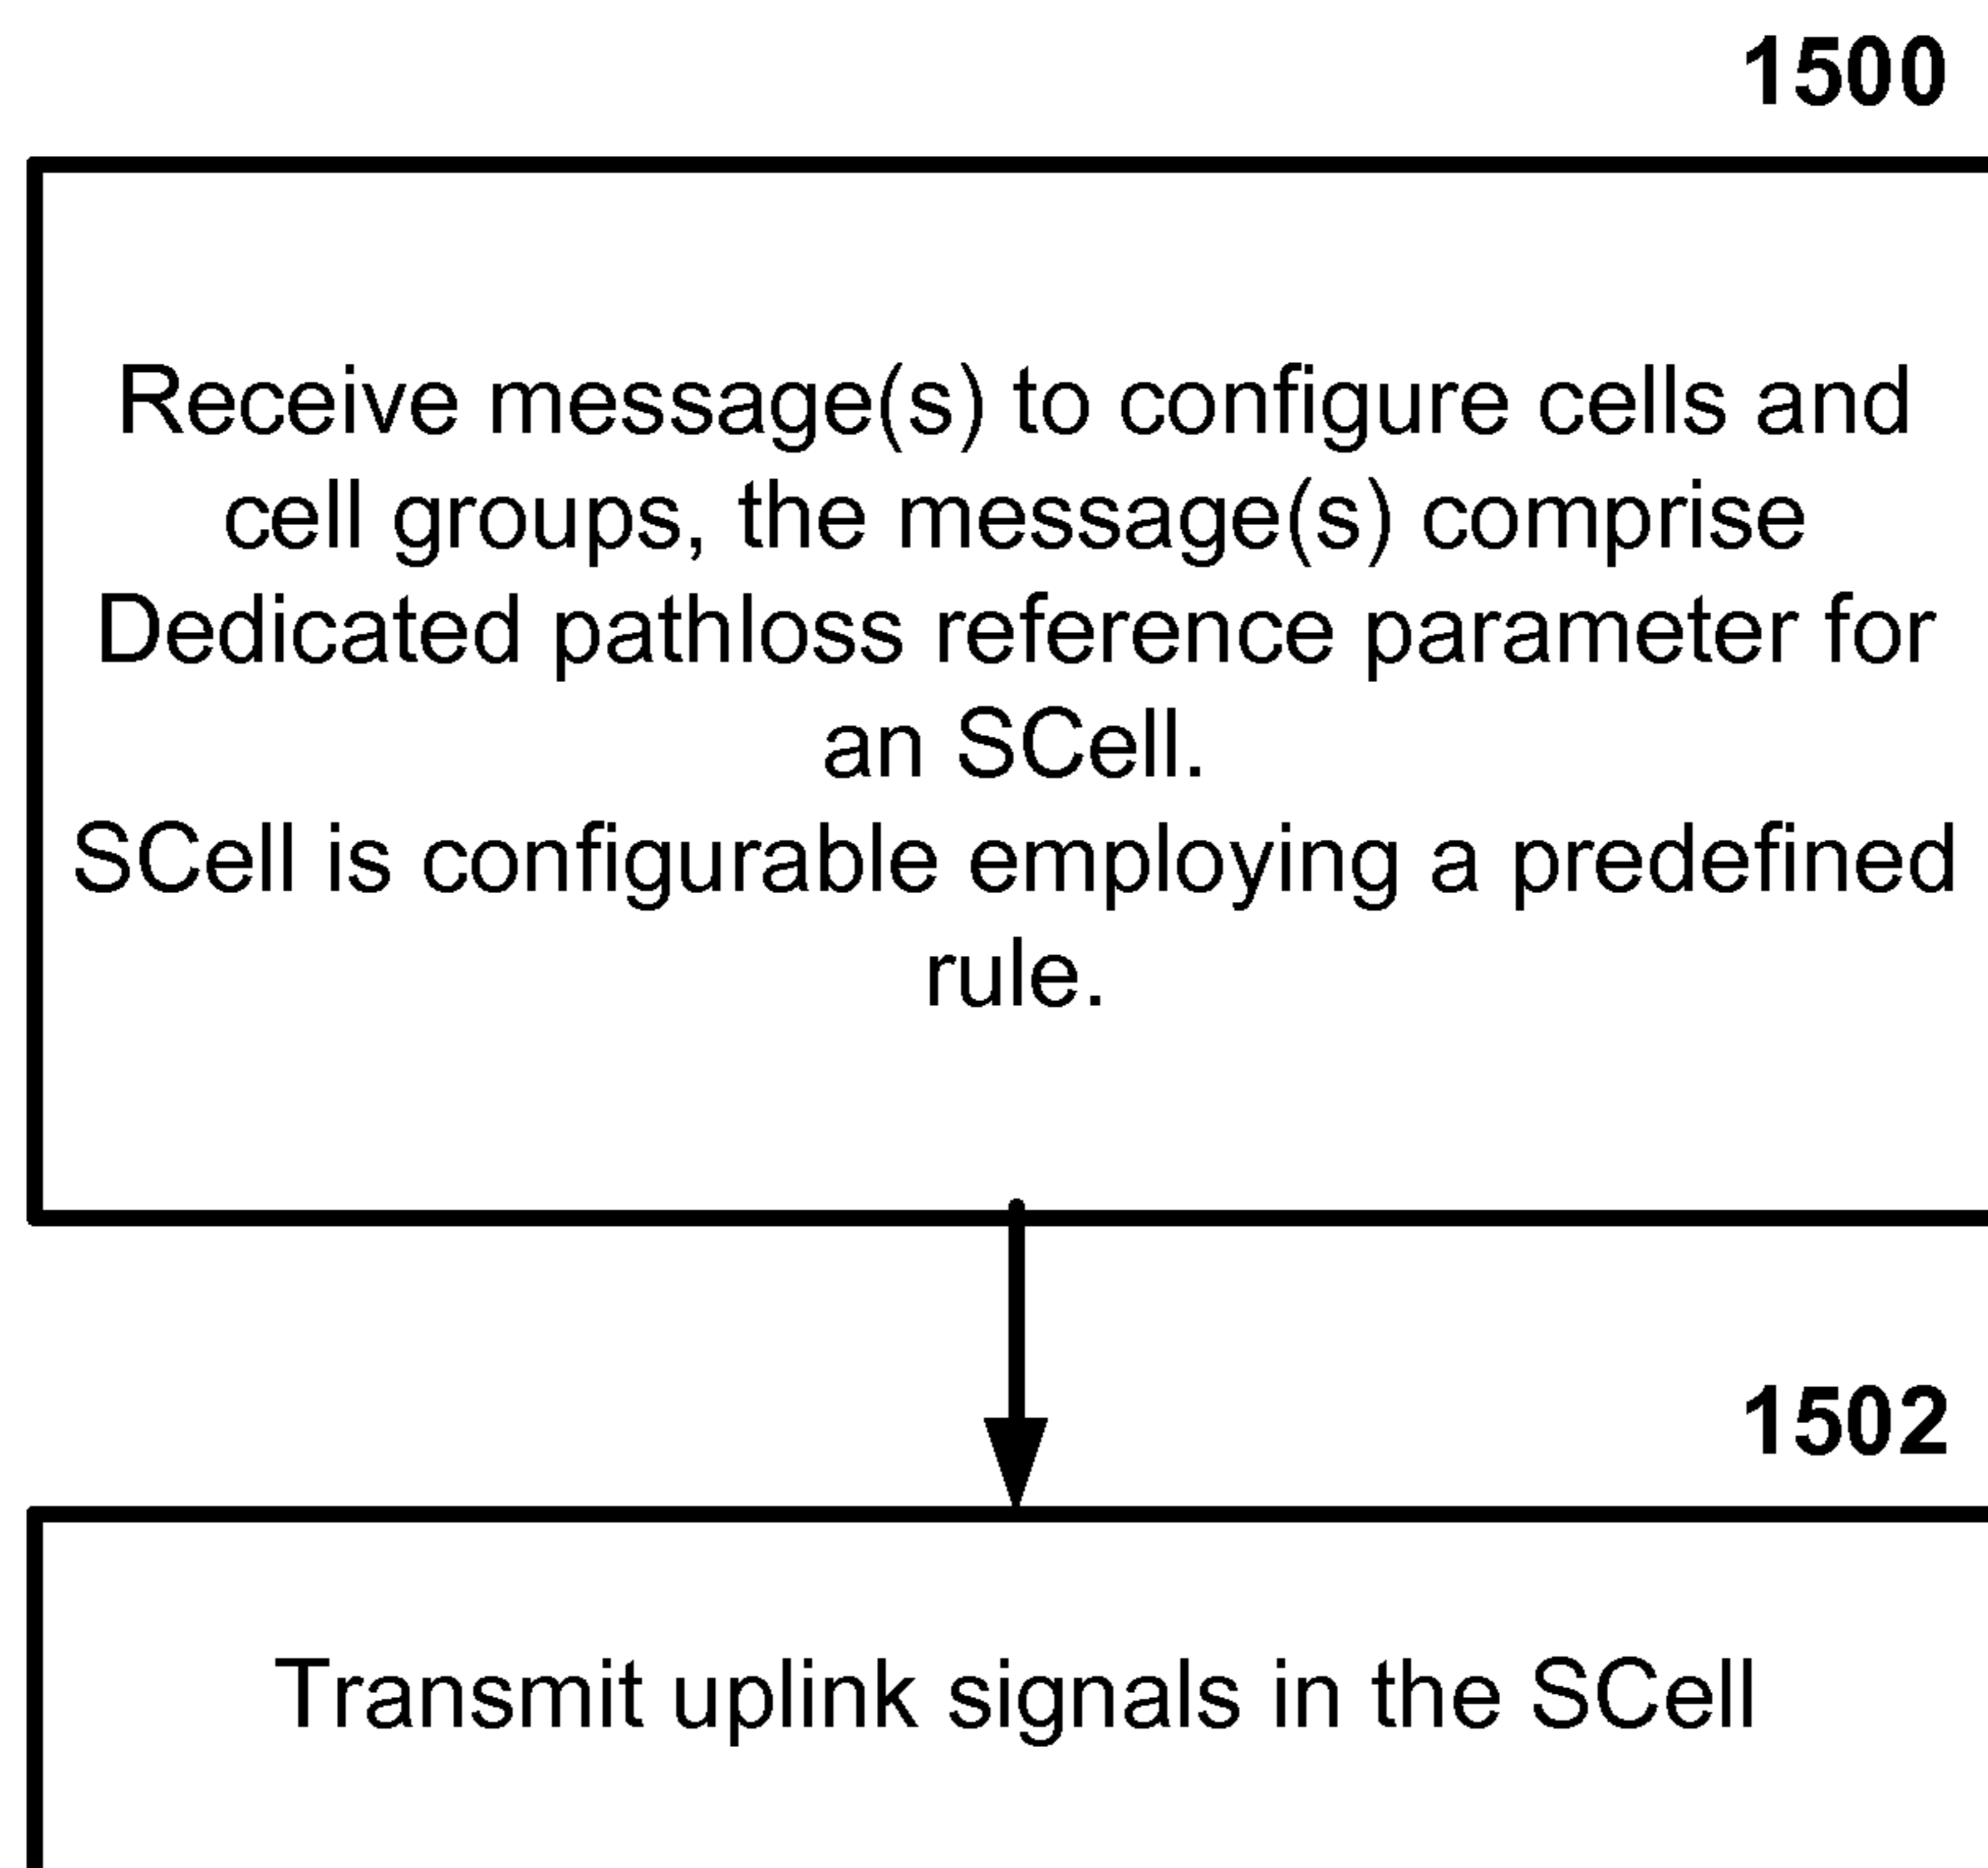 1500
Receive message(s) to configure cells and
cell groups, the message(s) comprise
Dedicated pathloss reference parameter for
an SCell.
SCell is configurable employing a predefined
rule.
1502
Transmit uplink signals in the SCell